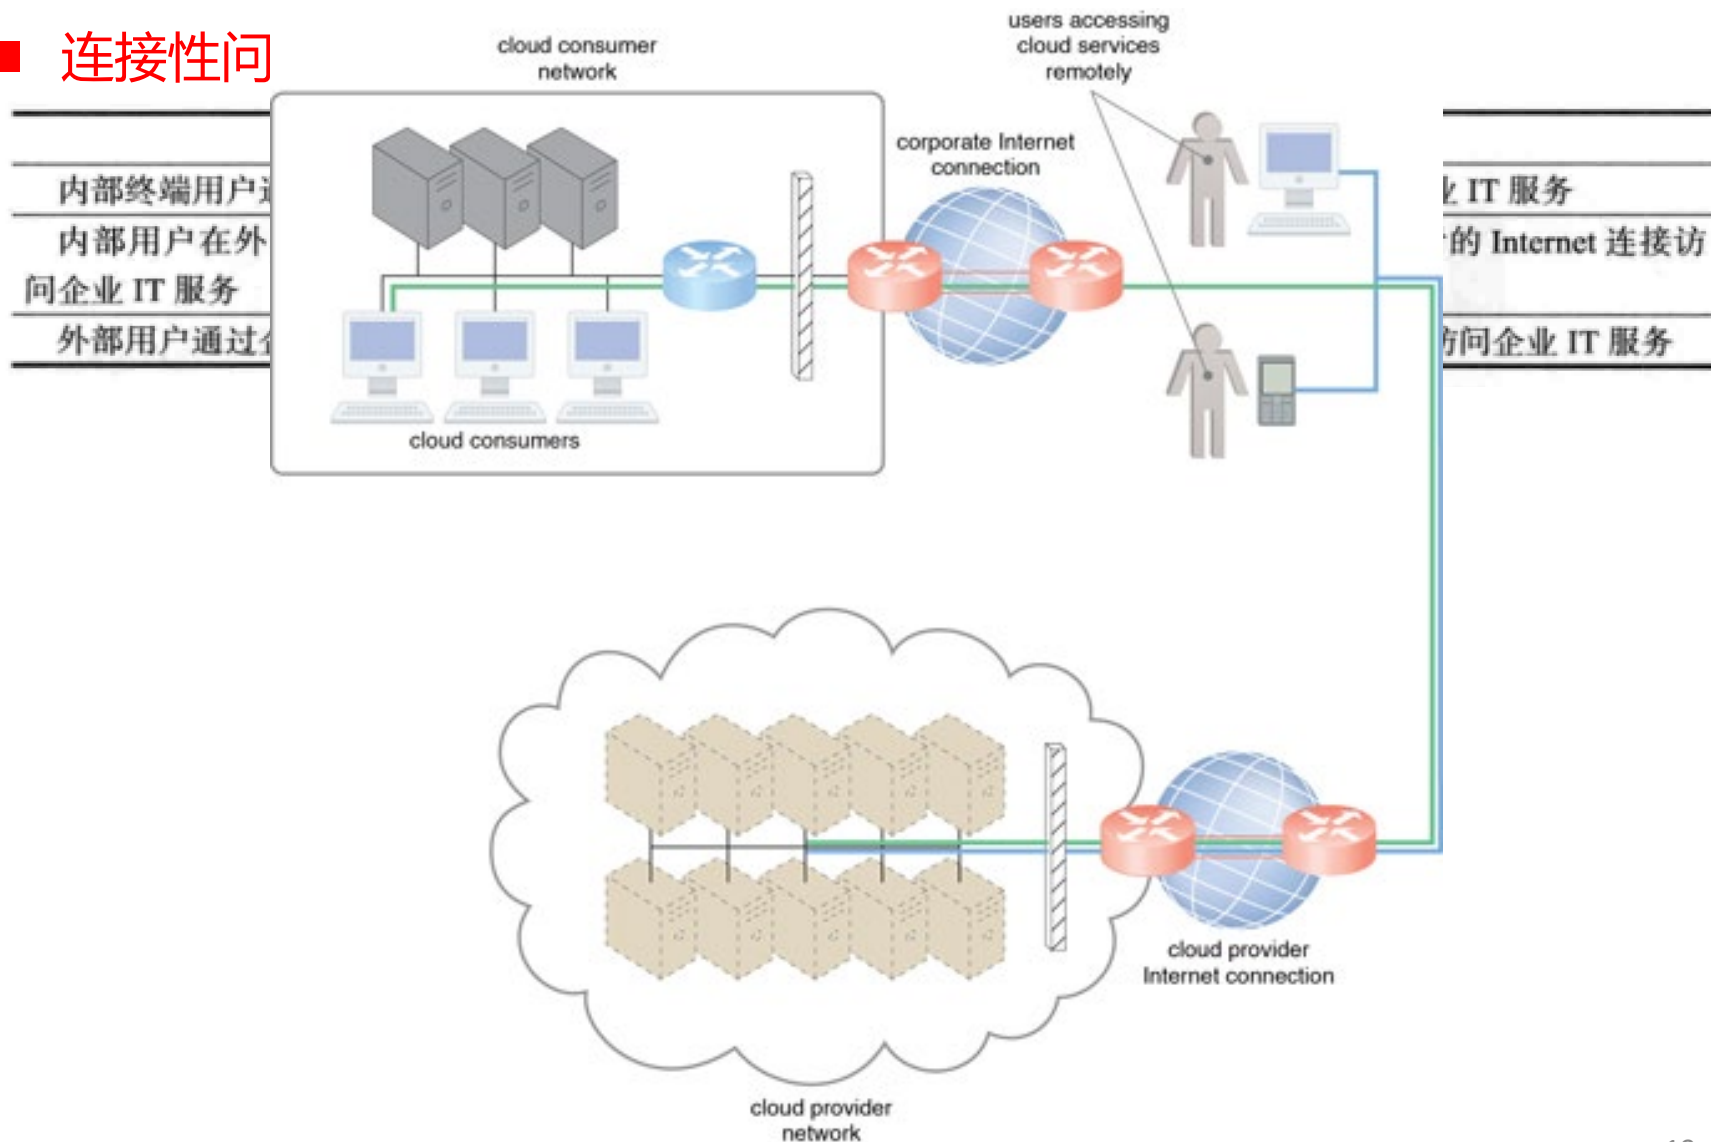 连接性问
cloud consumer
network
users accessing
cloud services
remotely
corporate Internet
connection
内部终端用户
IT 服务
内部用户在外
的 Internet 连接访
问企业 IT 服务
外部用户通过
访问企业 IT 服务
cloud consumers
cloud provider
Internet connection
cloud provider
network